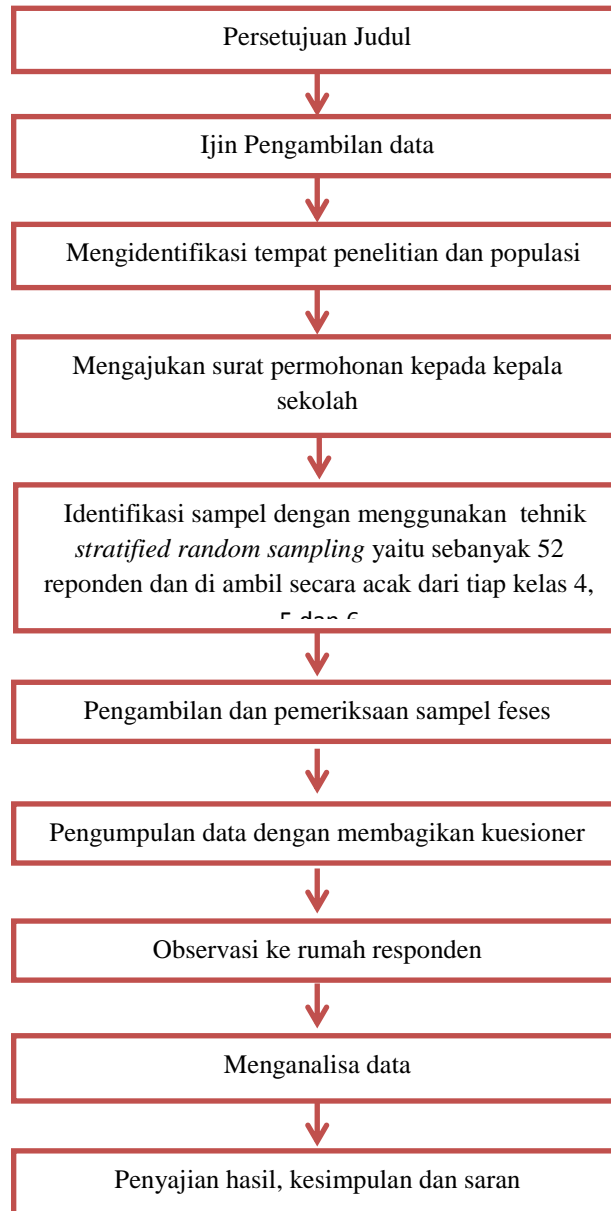 Persetujuan Judul
Ijin Pengambilan data
Mengidentifikasi tempat penelitian dan populasi
Mengajukan surat permohonan kepada kepala
sekolah
Identifikasi sampel dengan menggunakan tehnik
stratified random sampling yaitu sebanyak 52
reponden dan di ambil secara acak dari tiap kelas 4,
5 dan 6
Pengambilan dan pemeriksaan sampel feses
Pengumpulan data dengan membagikan kuesioner
Observasi ke rumah responden
Menganalisa data
Penyajian hasil, kesimpulan dan saran